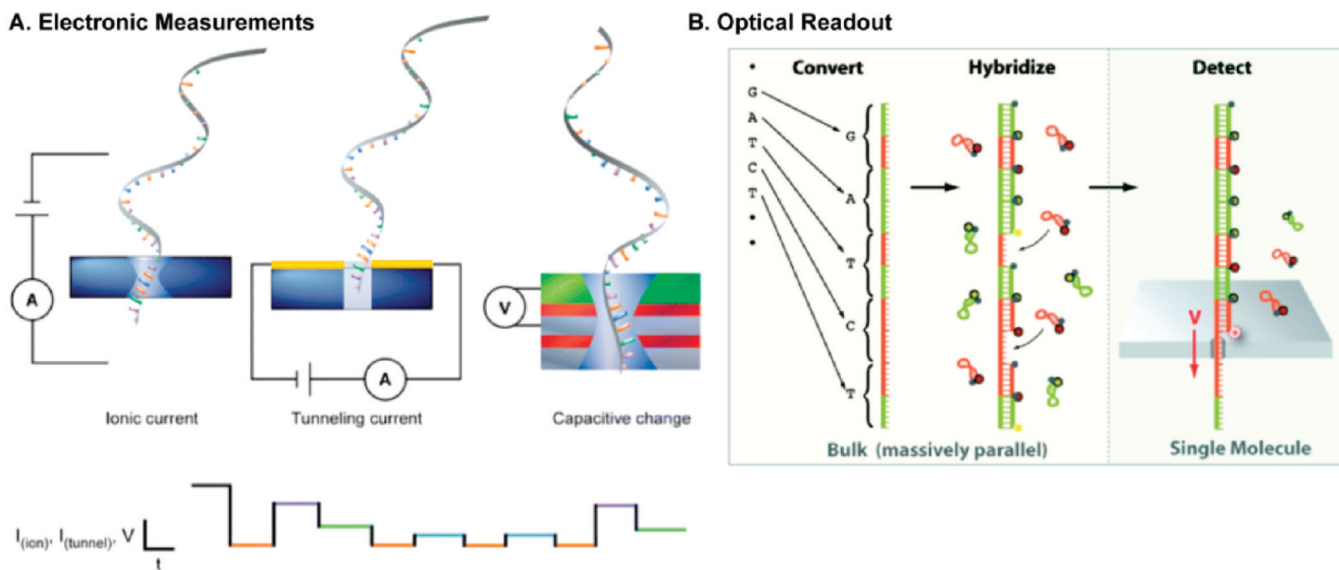 A. Electronic Measurements
A
Ionic current
A
Tunneling current
V
Capacitive change
I(ion), I(tunnel), V
t
B. Optical Readout
Convert
Hybridize
Detect
G
A
T
C
T
G
A
T
C
T
V
Bulk (massively parallel)
Single Molecule